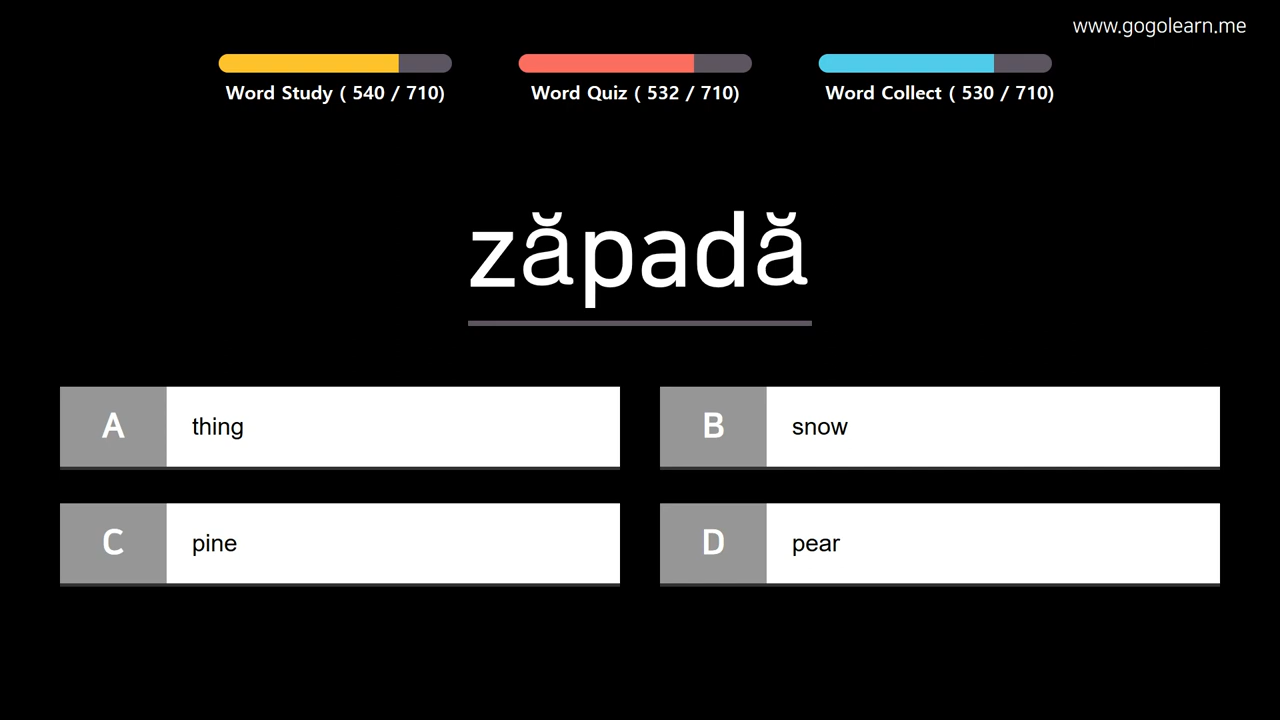 www.gogolearn.me
Word Study ( 540 / 710)
Word Quiz ( 532 / 710)
Word Collect ( 530 / 710)
zăpadă
A thing
B snow
C pine
D pear